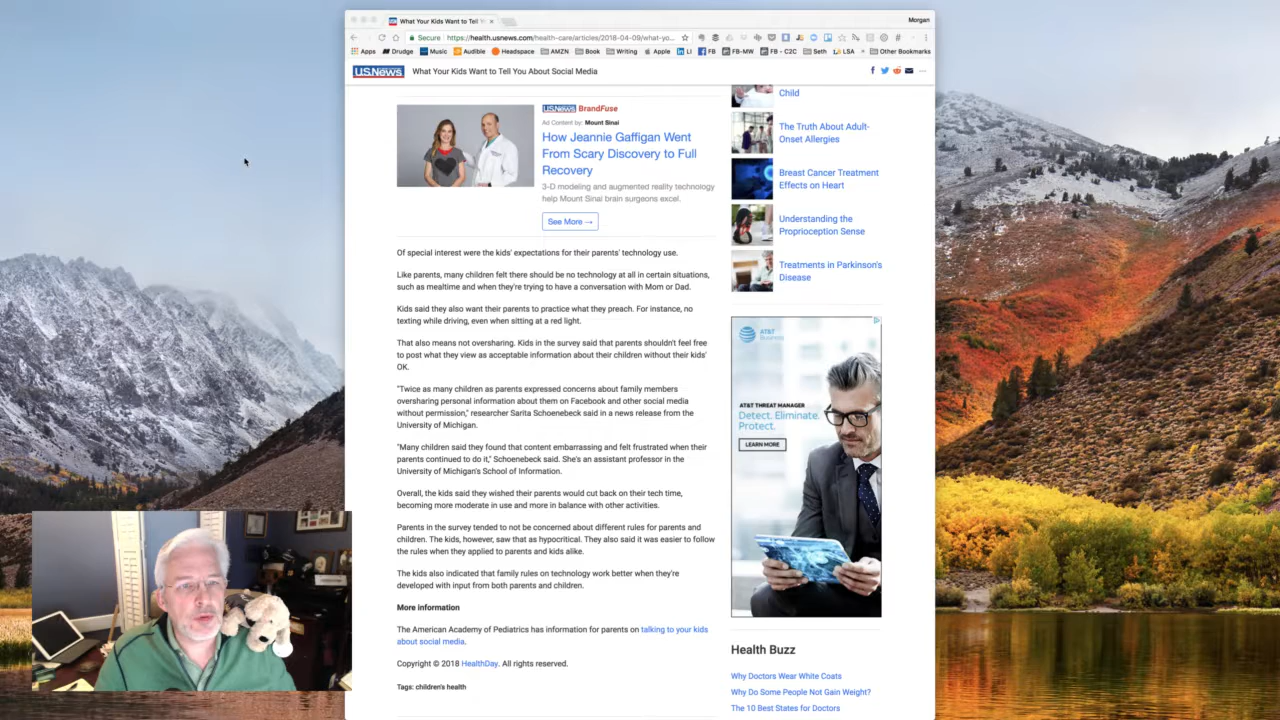 What Your Kids Want to Tell Y
Morgan
Secure
https://health.usnews.com/health-care/articles/2018-04-09/what-yo...
Apps
Drudge
Music
Audible
Headspace
AMZN
Book
Writing
Apple
LI
FB
FB-MW
FB - C2C
Seth
LSA
»
Other Bookmarks
U.S.News
What Your Kids Want to Tell You About Social Media
U.S.News BrandFuse
Ad Content by: Mount Sinai
How Jeannie Gaffigan Went
From Scary Discovery to Full
Recovery
3-D modeling and augmented reality technology
help Mount Sinai brain surgeons excel.
See More →
Of special interest were the kids' expectations for their parents' technology use.
Like parents, many children felt there should be no technology at all in certain situations,
such as mealtime and when they're trying to have a conversation with Mom or Dad.
Kids said they also want their parents to practice what they preach. For instance, no
texting while driving, even when sitting at a red light.
That also means not oversharing. Kids in the survey said that parents shouldn't feel free
to post what they view as acceptable information about their children without their kids'
OK.
"Twice as many children as parents expressed concerns about family members
oversharing personal information about them on Facebook and other social media
without permission," researcher Sarita Schoenebeck said in a news release from the
University of Michigan.
"Many children said they found that content embarrassing and felt frustrated when their
parents continued to do it," Schoenebeck said. She's an assistant professor in the
University of Michigan's School of Information.
Overall, the kids said they wished their parents would cut back on their tech time,
becoming more moderate in use and more in balance with other activities.
Parents in the survey tended to not be concerned about different rules for parents and
children. The kids, however, saw that as hypocritical. They also said it was easier to follow
the rules when they applied to parents and kids alike.
The kids also indicated that family rules on technology work better when they're
developed with input from both parents and children.
More information
The American Academy of Pediatrics has information for parents on talking to your kids
about social media.
Copyright © 2018 HealthDay. All rights reserved.
Tags: children's health
Child
The Truth About Adult-
Onset Allergies
Breast Cancer Treatment
Effects on Heart
Understanding the
Proprioception Sense
Treatments in Parkinson's
Disease
AT&T
Business
AT&T THREAT MANAGER
Detect. Eliminate.
Protect.
LEARN MORE
Health Buzz
Why Doctors Wear White Coats
Why Do Some People Not Gain Weight?
The 10 Best States for Doctors